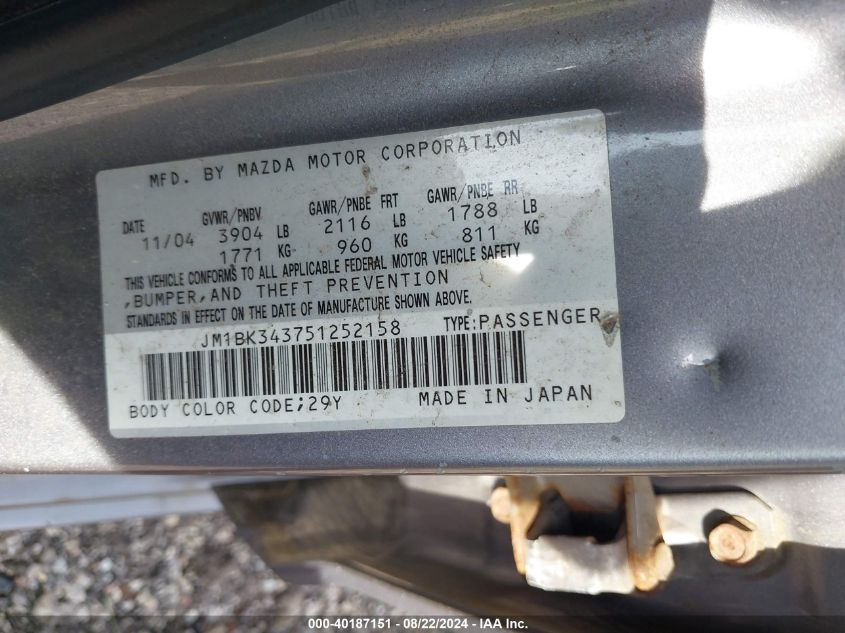 MFD. BY MAZDA MOTOR CORPORATION
DATE GVWR/PNBV GAWR/PNBE FRT GAWR/PNBE RR
11/04 3904 LB 2116 LB 1788 LB
1771 KG 960 KG 811 KG
THIS VEHICLE CONFORMS TO ALL APPLICABLE FEDERAL MOTOR VEHICLE SAFETY
,BUMPER,AND THEFT PREVENTION
STANDARDS IN EFFECT ON THE DATE OF MANUFACTURE SHOWN ABOVE.
JM1BK343751252158 TYPE:PASSENGER
BODY COLOR CODE;29Y MADE IN JAPAN
000-40187151 - 08/22/2024 - IAA Inc.